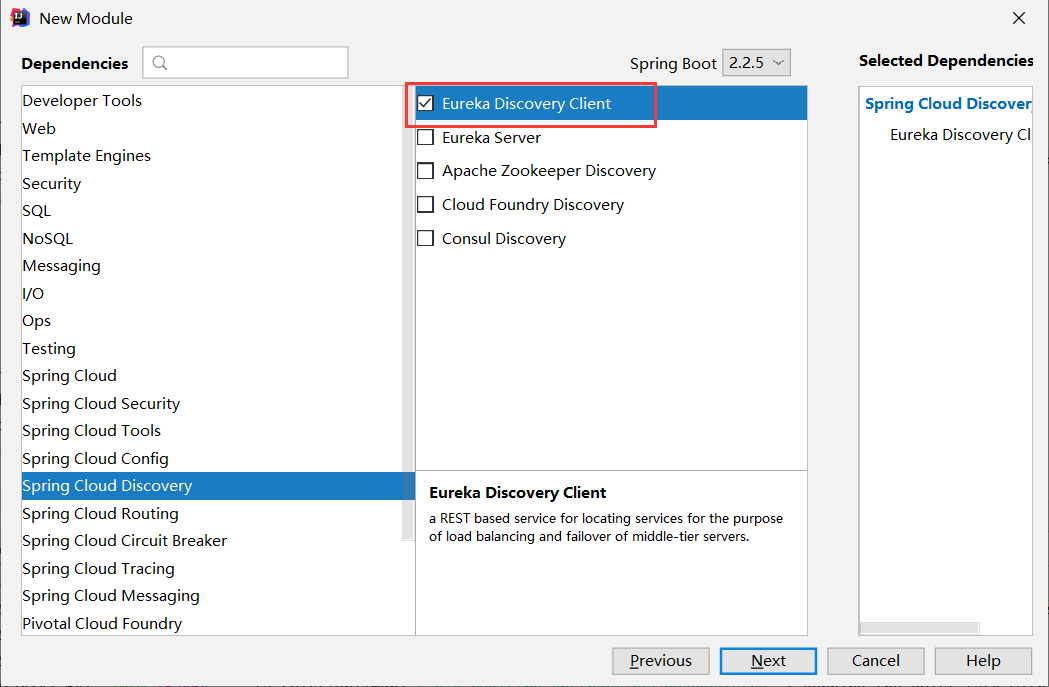 New Module
Dependencies
Spring Boot 2.2.5
Selected Dependencies
Developer Tools
Web
Template Engines
Security
SQL
NoSQL
Messaging
I/O
Ops
Testing
Spring Cloud
Spring Cloud Security
Spring Cloud Tools
Spring Cloud Config
Spring Cloud Discovery
Spring Cloud Routing
Spring Cloud Circuit Breaker
Spring Cloud Tracing
Spring Cloud Messaging
Pivotal Cloud Foundry
Eureka Discovery Client
Eureka Server
Apache Zookeeper Discovery
Cloud Foundry Discovery
Consul Discovery
Eureka Discovery Client
a REST based service for locating services for the purpose
of load balancing and failover of middle-tier servers.
Spring Cloud Discover
Eureka Discovery Cl
Previous
Next
Cancel
Help